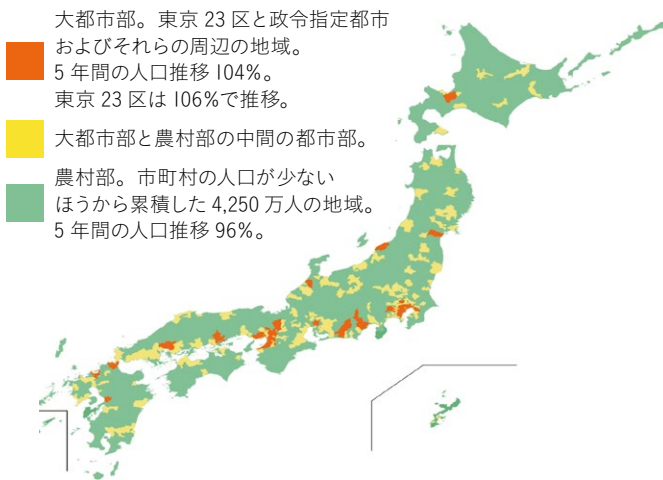 大都市部。東京 23 区と政令指定都市
およびそれらの周辺の地域。
5 年間の人口推移 104%。
東京 23 区は 106%で推移。
大都市部と農村部の中間の都市部。
農村部。市町村の人口が少ない
ほうから累積した 4,250 万人の地域。
5 年間の人口推移 96%。